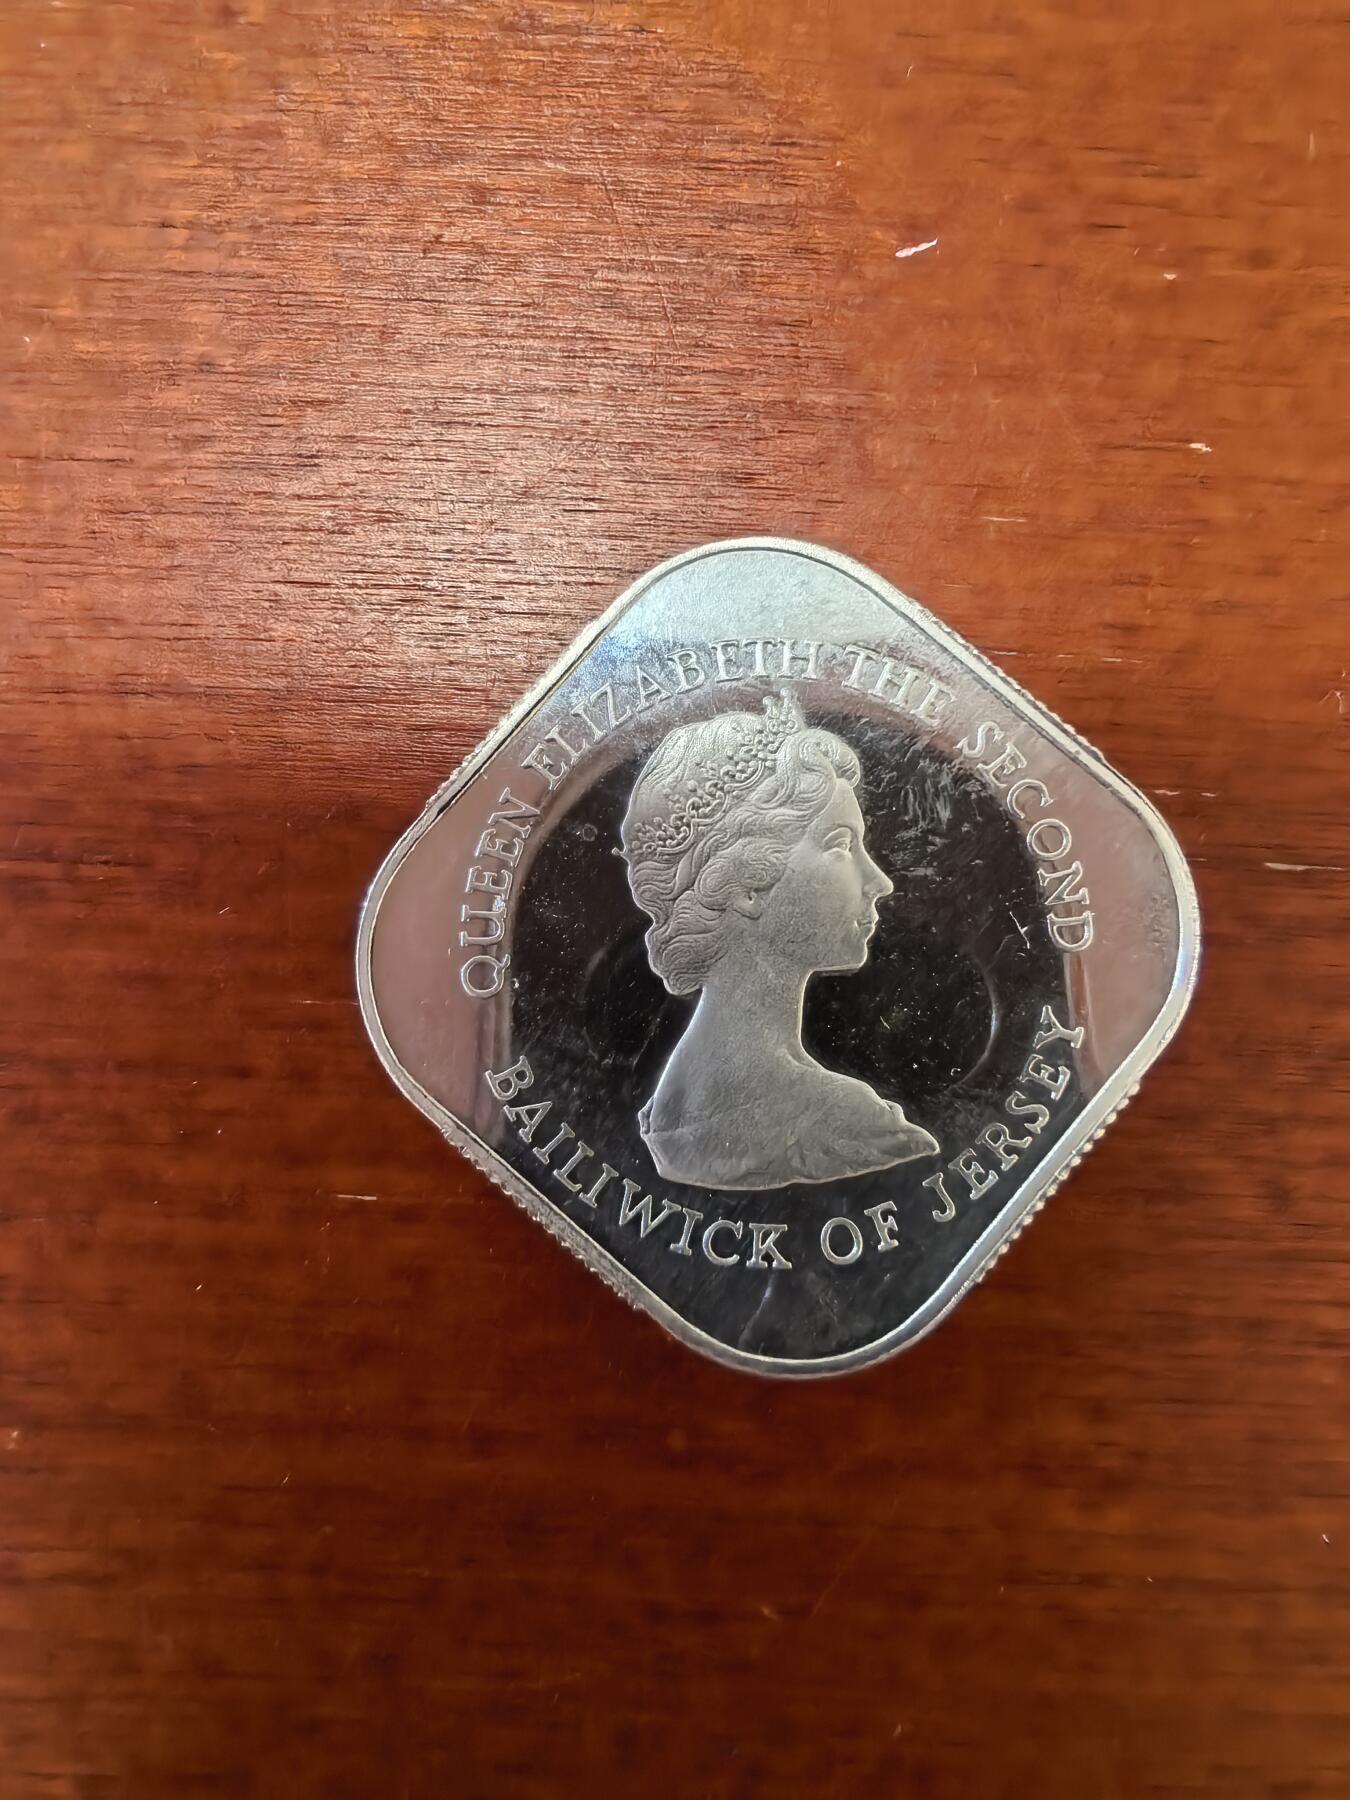 QUEEN ELIZABETH THE SECOND
BAILIWICK OF JERSEY